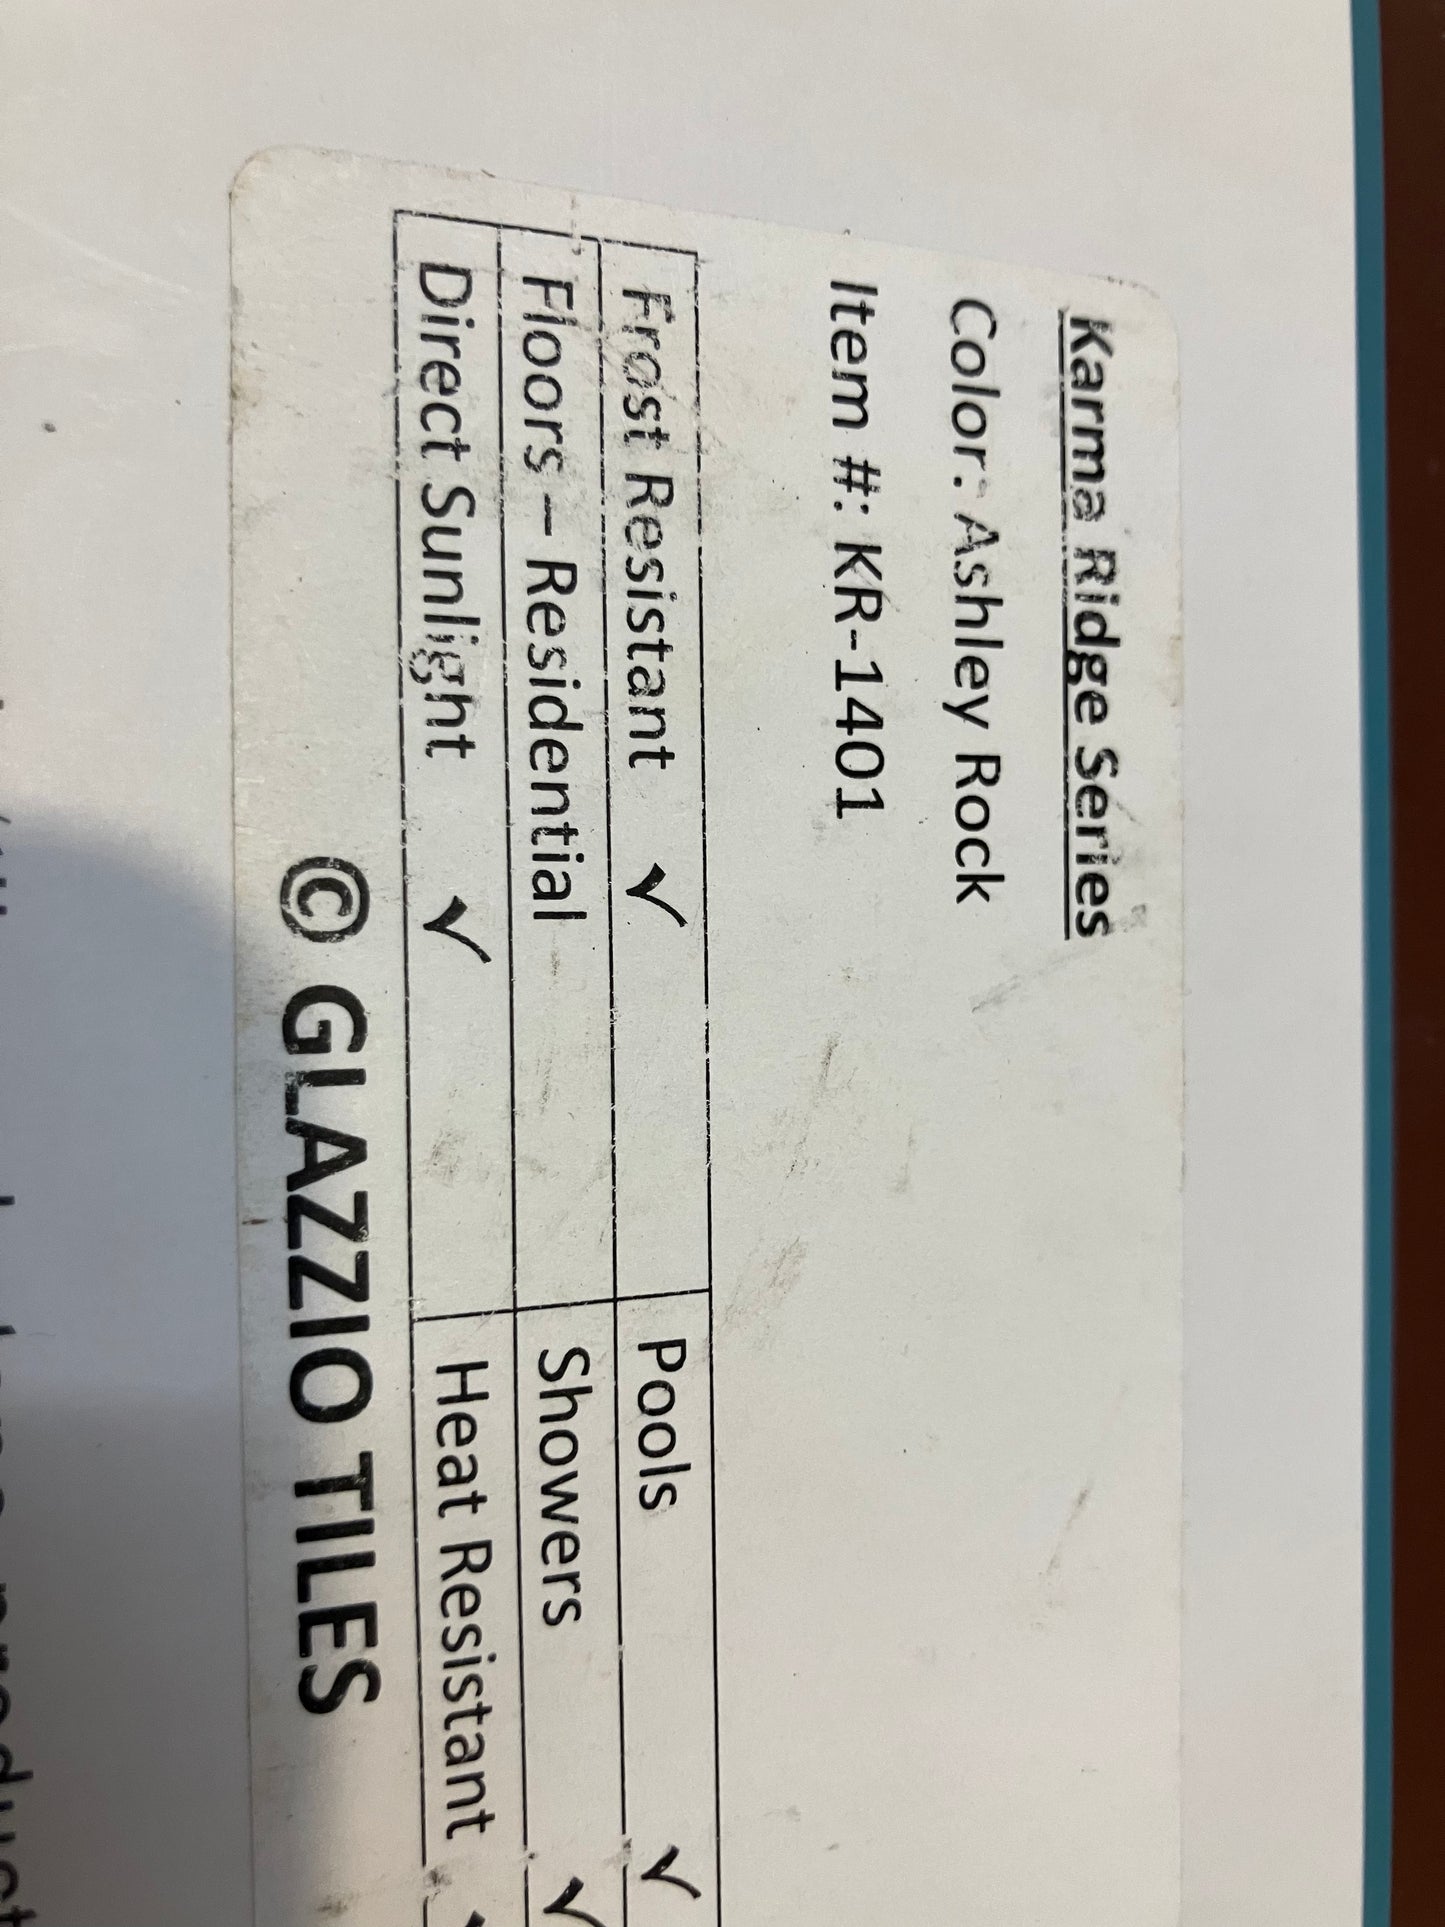 Karma Ridge Series
Color: Ashley Rock
Item #: KR-1401
Frost Resistant ✓ Pools ✓
Floors – Residential Showers ✓
Direct Sunlight ✓ Heat Resistant ✓
© GLAZZIO TILES